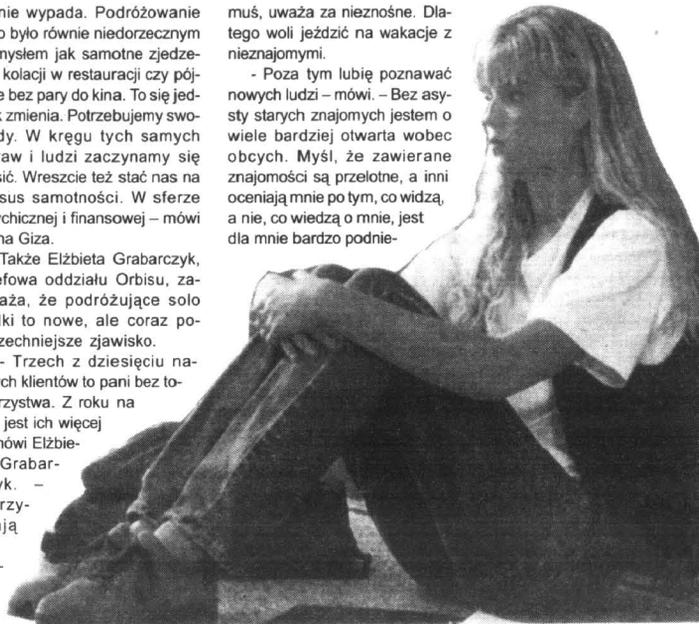 nie wypada. Podróżowanie
o było równie niedorzecznym
mysłem jak samotne zjedze-
kolacji w restauracji czy pój-
e bez pary do kina. To się jed-
k zmienia. Potrzebujemy swo-
dy. W kręgu tych samych
aw i ludzi zaczynamy się
sić. Wreszcie też stać nas na
sus samotności. W sferze
ychicznej i finansowej – mówi
na Giza.
Także Elżbieta Grabarczyk,
efowa oddziału Orbisu, za-
aża, że podróżujące solo
lki to nowe, ale coraz po-
zechniejsze zjawisko.
- Trzech z dziesięciu na-
ych klientów to pani bez to-
rzystwa. Z roku na
jest ich więcej
mówi Elżbie-
Grabar-
yk. –
rzy-
ują
muś, uważa za nieznośne. Dla-
tego woli jeździć na wakacje z
nieznajomymi.
- Poza tym lubię poznawać
nowych ludzi – mówi. – Bez asy-
sty starych znajomych jestem o
wiele bardziej otwarta wobec
obcych. Myśl, że zawierane
znajomości są przelotne, a inni
oceniają mnie po tym, co widzą,
a nie, co wiedzą o mnie, jest
dla mnie bardzo podnie-